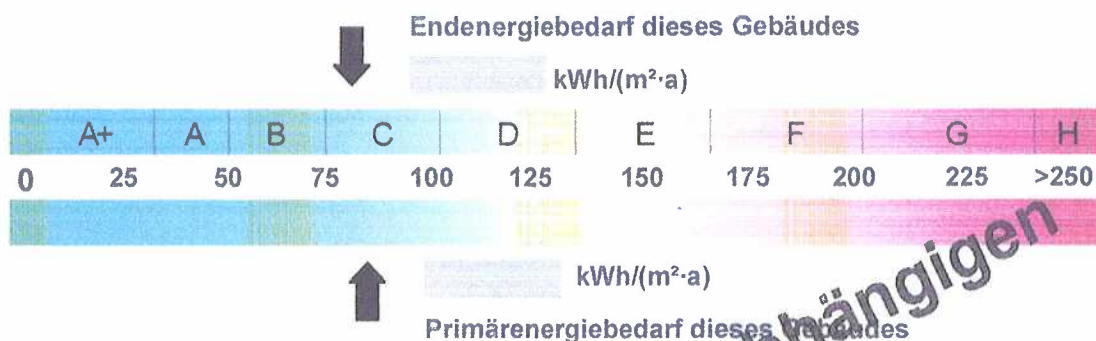 Endenergiebedarf dieses Gebäudes
kWh/(m²·a)
A+ A B C D E F G H
0 25 50 75 100 125 150 175 200 225 >250
kWh/(m²·a)
Primärenergiebedarf dieses Gebäudes